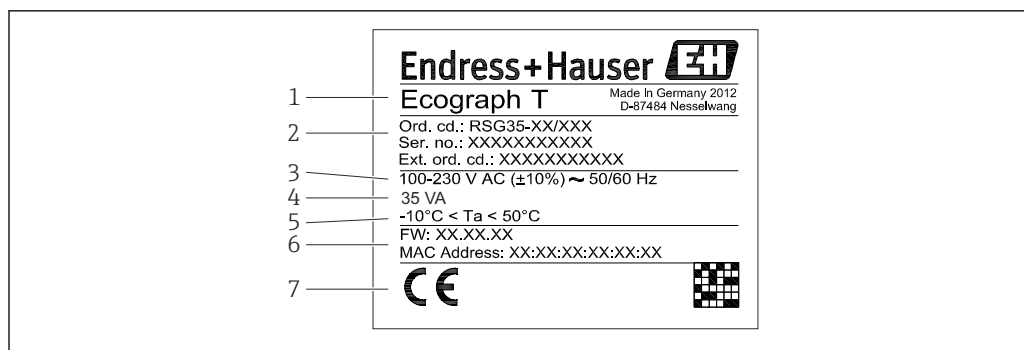 Endress+Hauser EH
1 Ecograph T
Made In Germany 2012
D-87484 Nesselwang
2 Ord. cd.: RSG35-XX/XXX
Ser. no.: XXXXXXXXXXX
Ext. ord. cd.: XXXXXXXXXXX
3 100-230 V AC (±10%) ~ 50/60 Hz
4 35 VA
5 -10°C < Ta < 50°C
6 FW: XX.XX.XX
MAC Address: XX:XX:XX:XX:XX:XX
7 CE